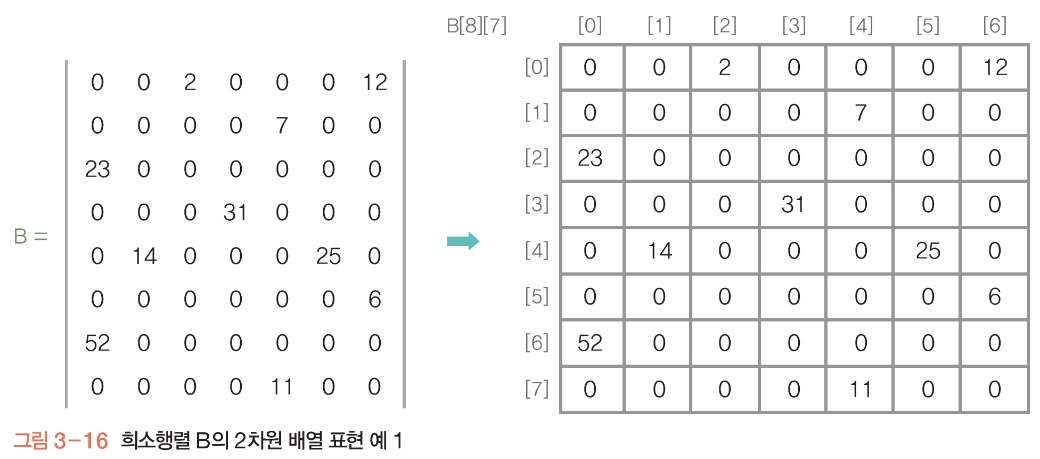 B =
0 0 2 0 0 0 12
0 0 0 0 7 0 0
23 0 0 0 0 0 0
0 0 0 31 0 0 0
0 14 0 0 0 25 0
0 0 0 0 0 0 6
52 0 0 0 0 0 0
0 0 0 0 11 0 0
B[8][7] [0] [1] [2] [3] [4] [5] [6]
[0] 0 0 2 0 0 0 12
[1] 0 0 0 0 7 0 0
[2] 23 0 0 0 0 0 0
[3] 0 0 0 31 0 0 0
[4] 0 14 0 0 0 25 0
[5] 0 0 0 0 0 0 6
[6] 52 0 0 0 0 0 0
[7] 0 0 0 0 11 0 0
그림 3-16 희소행렬 B의 2차원 배열 표현 예 1